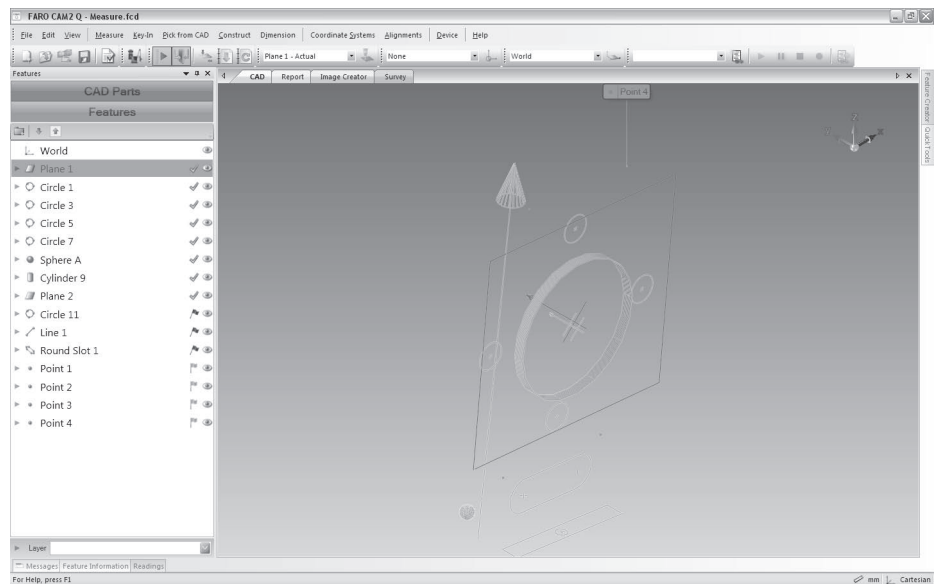 FARO CAM2 Q - Measure.fcd
File Edit View Measure Key-In Pick from CAD Construct Dimension Coordinate Systems Alignments Device Help
Plane 1 - Actual None World
Features
CAD Report Image Creator Survey
CAD Parts
Features
World
Plane 1
Circle 1
Circle 3
Circle 5
Circle 7
Sphere A
Cylinder 9
Plane 2
Circle 11
Line 1
Round Slot 1
Point 1
Point 2
Point 3
Point 4
Layer
Point 4
Z
Feature Creator
QuickTools
Messages Feature Information Readings
For Help, press F1
mm Cartesian